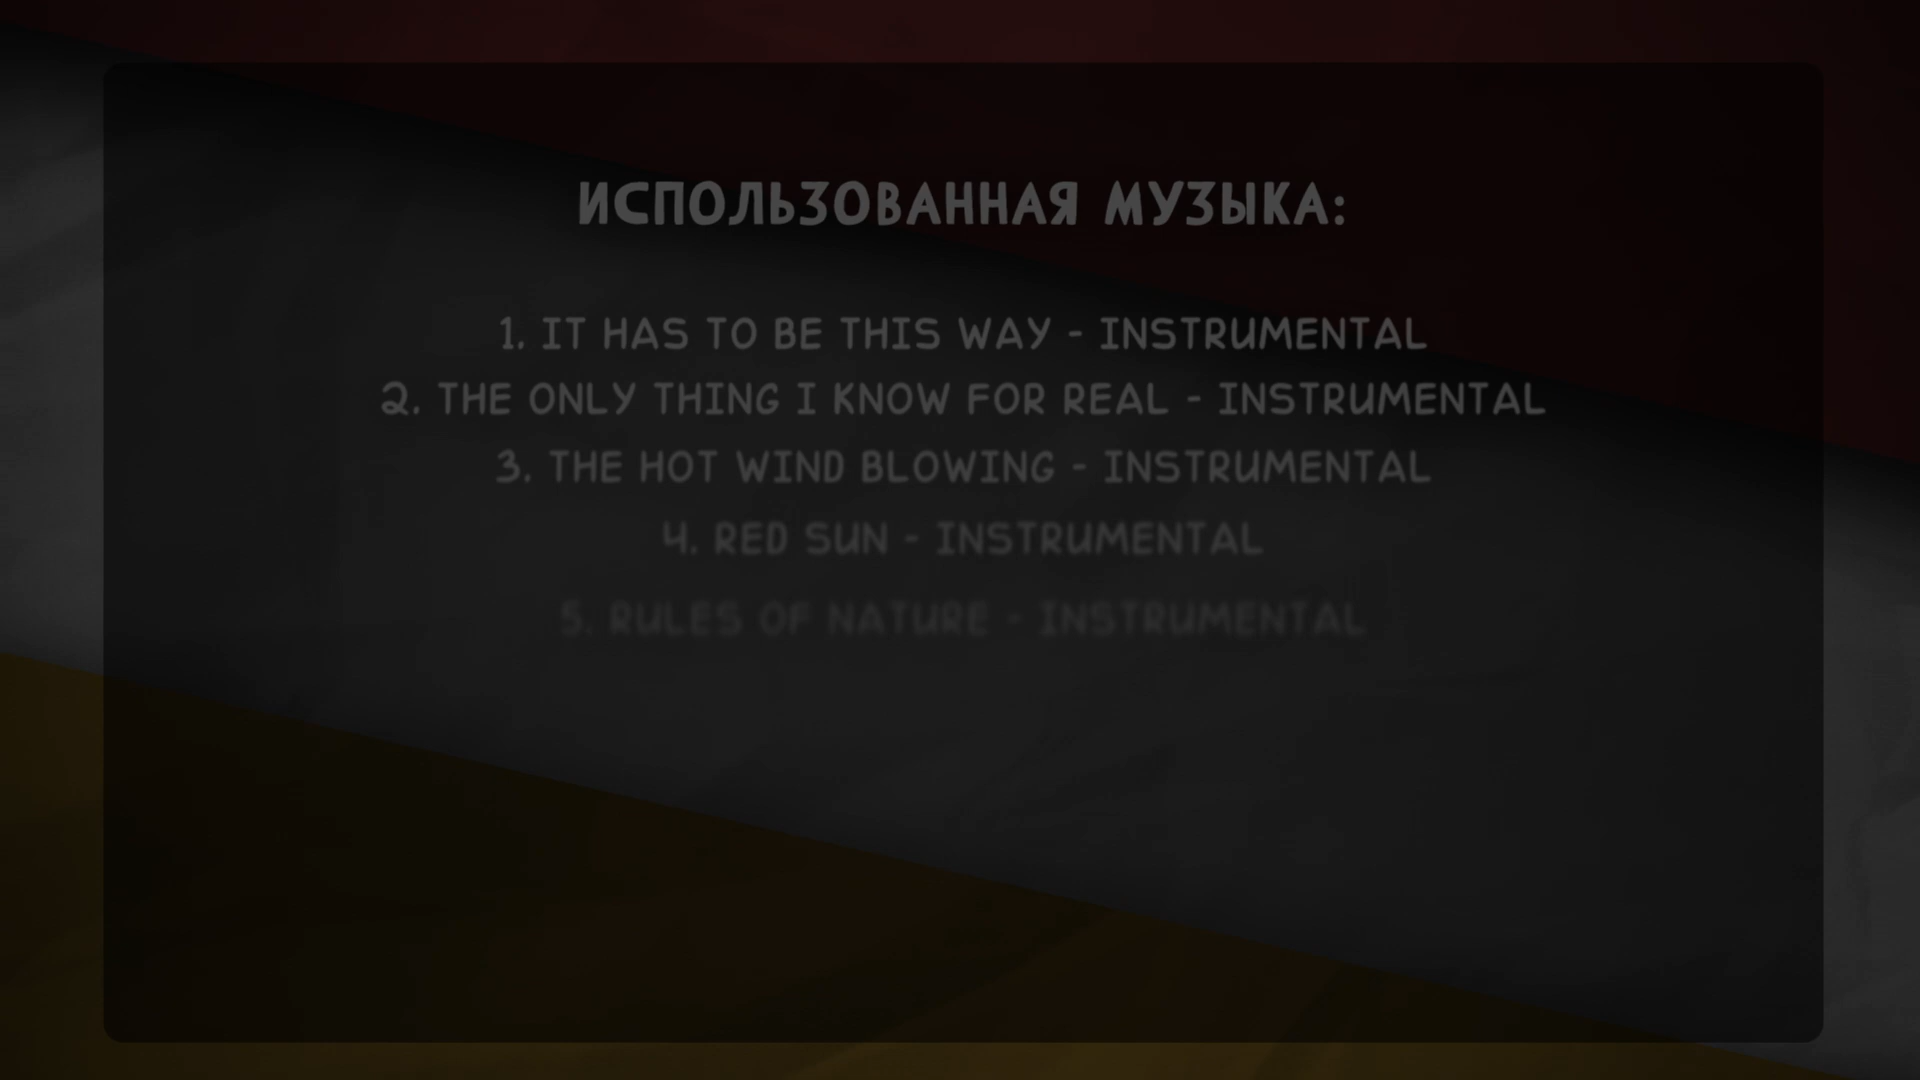 ИСПОЛЬЗОВАННАЯ МУЗЫКА:
1. IT HAS TO BE THIS WAY - INSTRUMENTAL
2. THE ONLY THING I KNOW FOR REAL - INSTRUMENTAL
3. THE HOT WIND BLOWING - INSTRUMENTAL
4. RED SUN - INSTRUMENTAL
5. RULES OF NATURE - INSTRUMENTAL